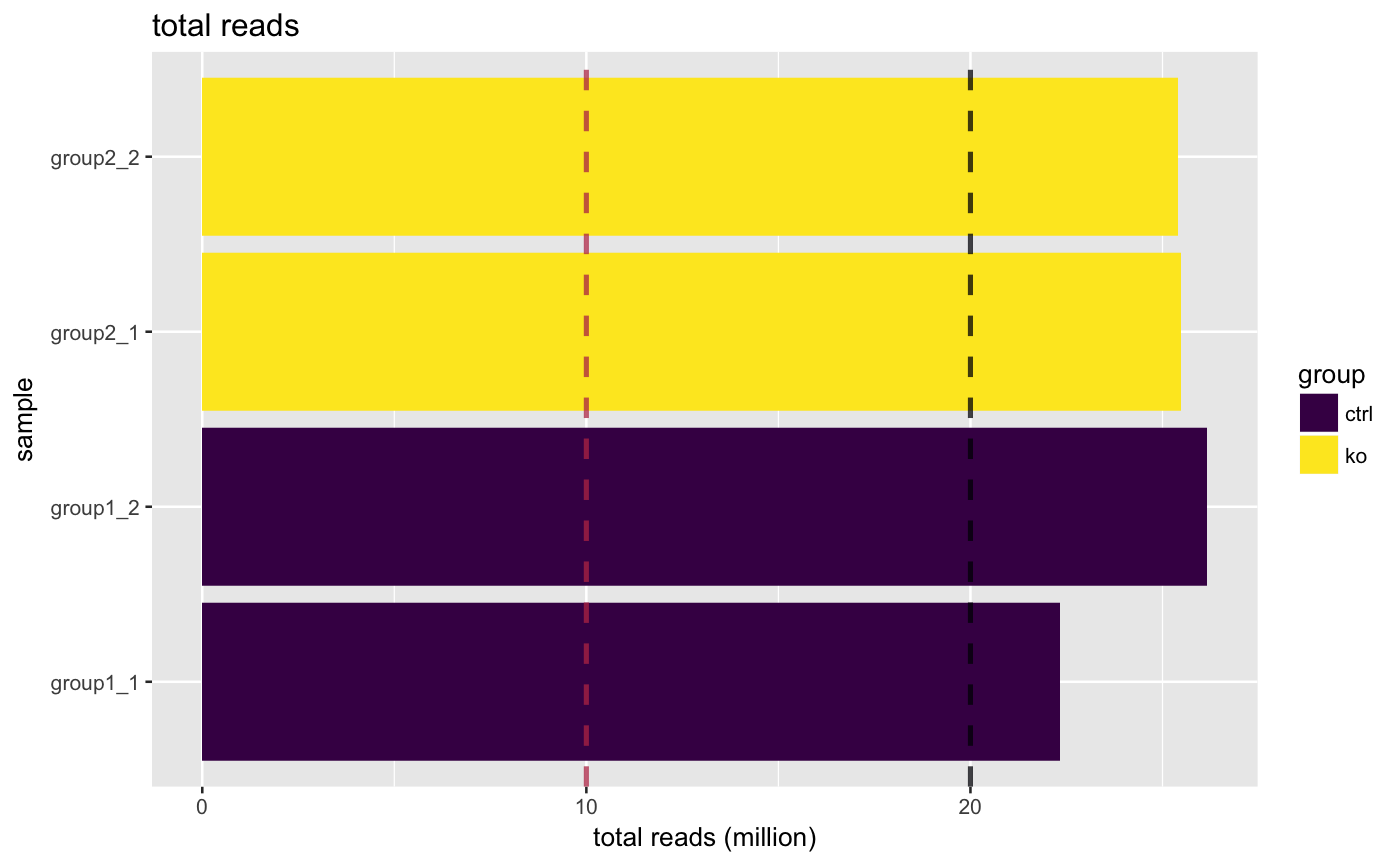 total reads
group2_2
group2_1
group1_2
group1_1
sample
0 10 20
total reads (million)
group
ctrl
ko